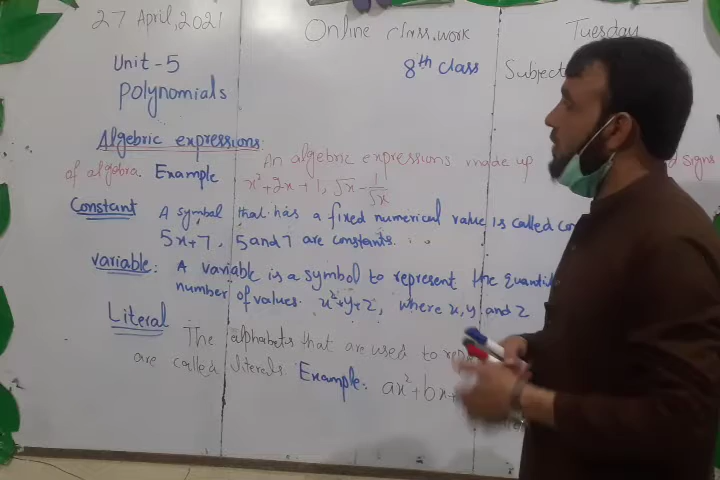 27 April, 2021 Online Class.work Tuesday
Unit-5 8th class Subject
Polynomials
Algebric expressions:
An algebric expressions made up signs
of algebra. Example x²+2x+1, √x - 1/√x
Constant A symbol that has a fixed numerical value is called con
5x+7, 5 and 7 are constants.
variable: A variable is a symbol to represent the quantit
number of values. x²+y+z, where x, y and z
Literal The alphabets that are used to rep
are called literals Example: ax²+bx+